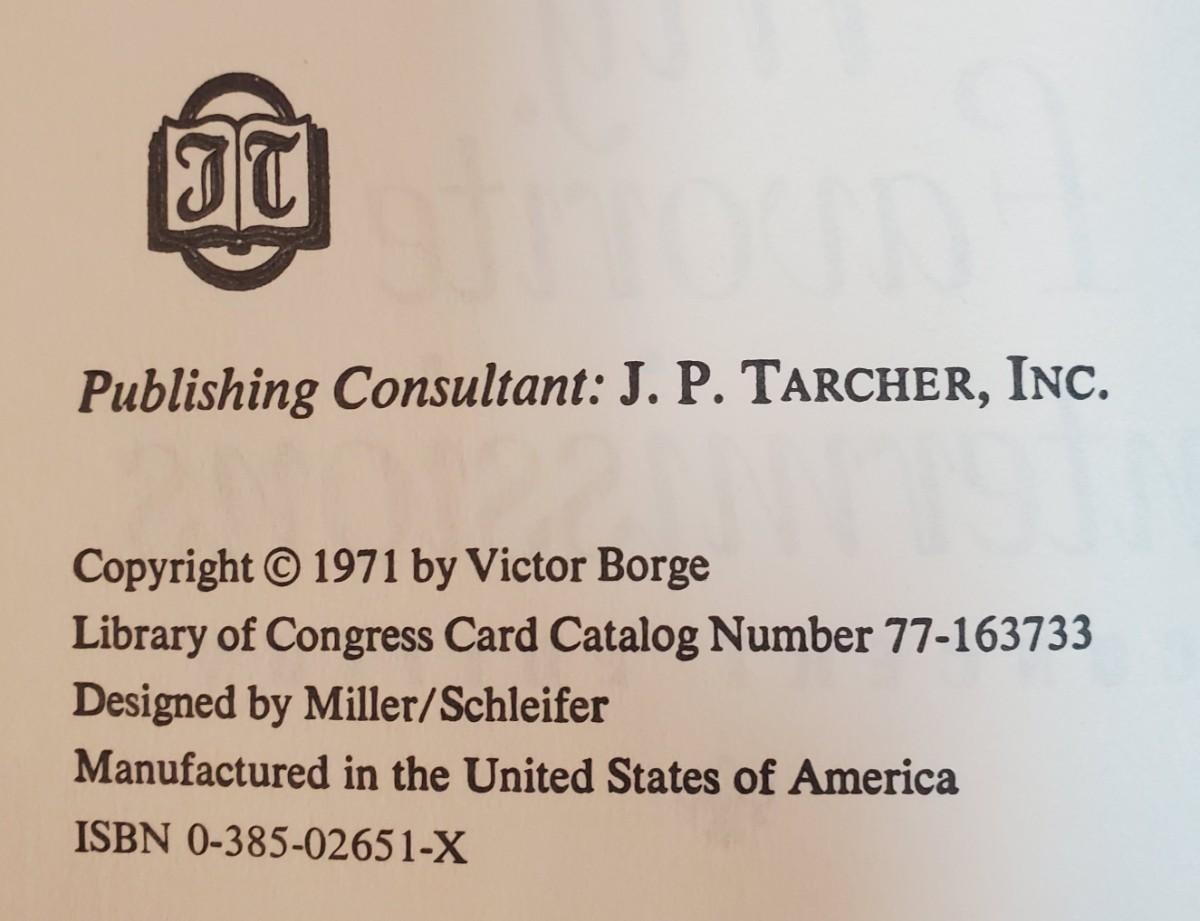 JT
Publishing Consultant: J. P. TARCHER, INC.
Copyright © 1971 by Victor Borge
Library of Congress Card Catalog Number 77-163733
Designed by Miller/Schleifer
Manufactured in the United States of America
ISBN 0-385-02651-X